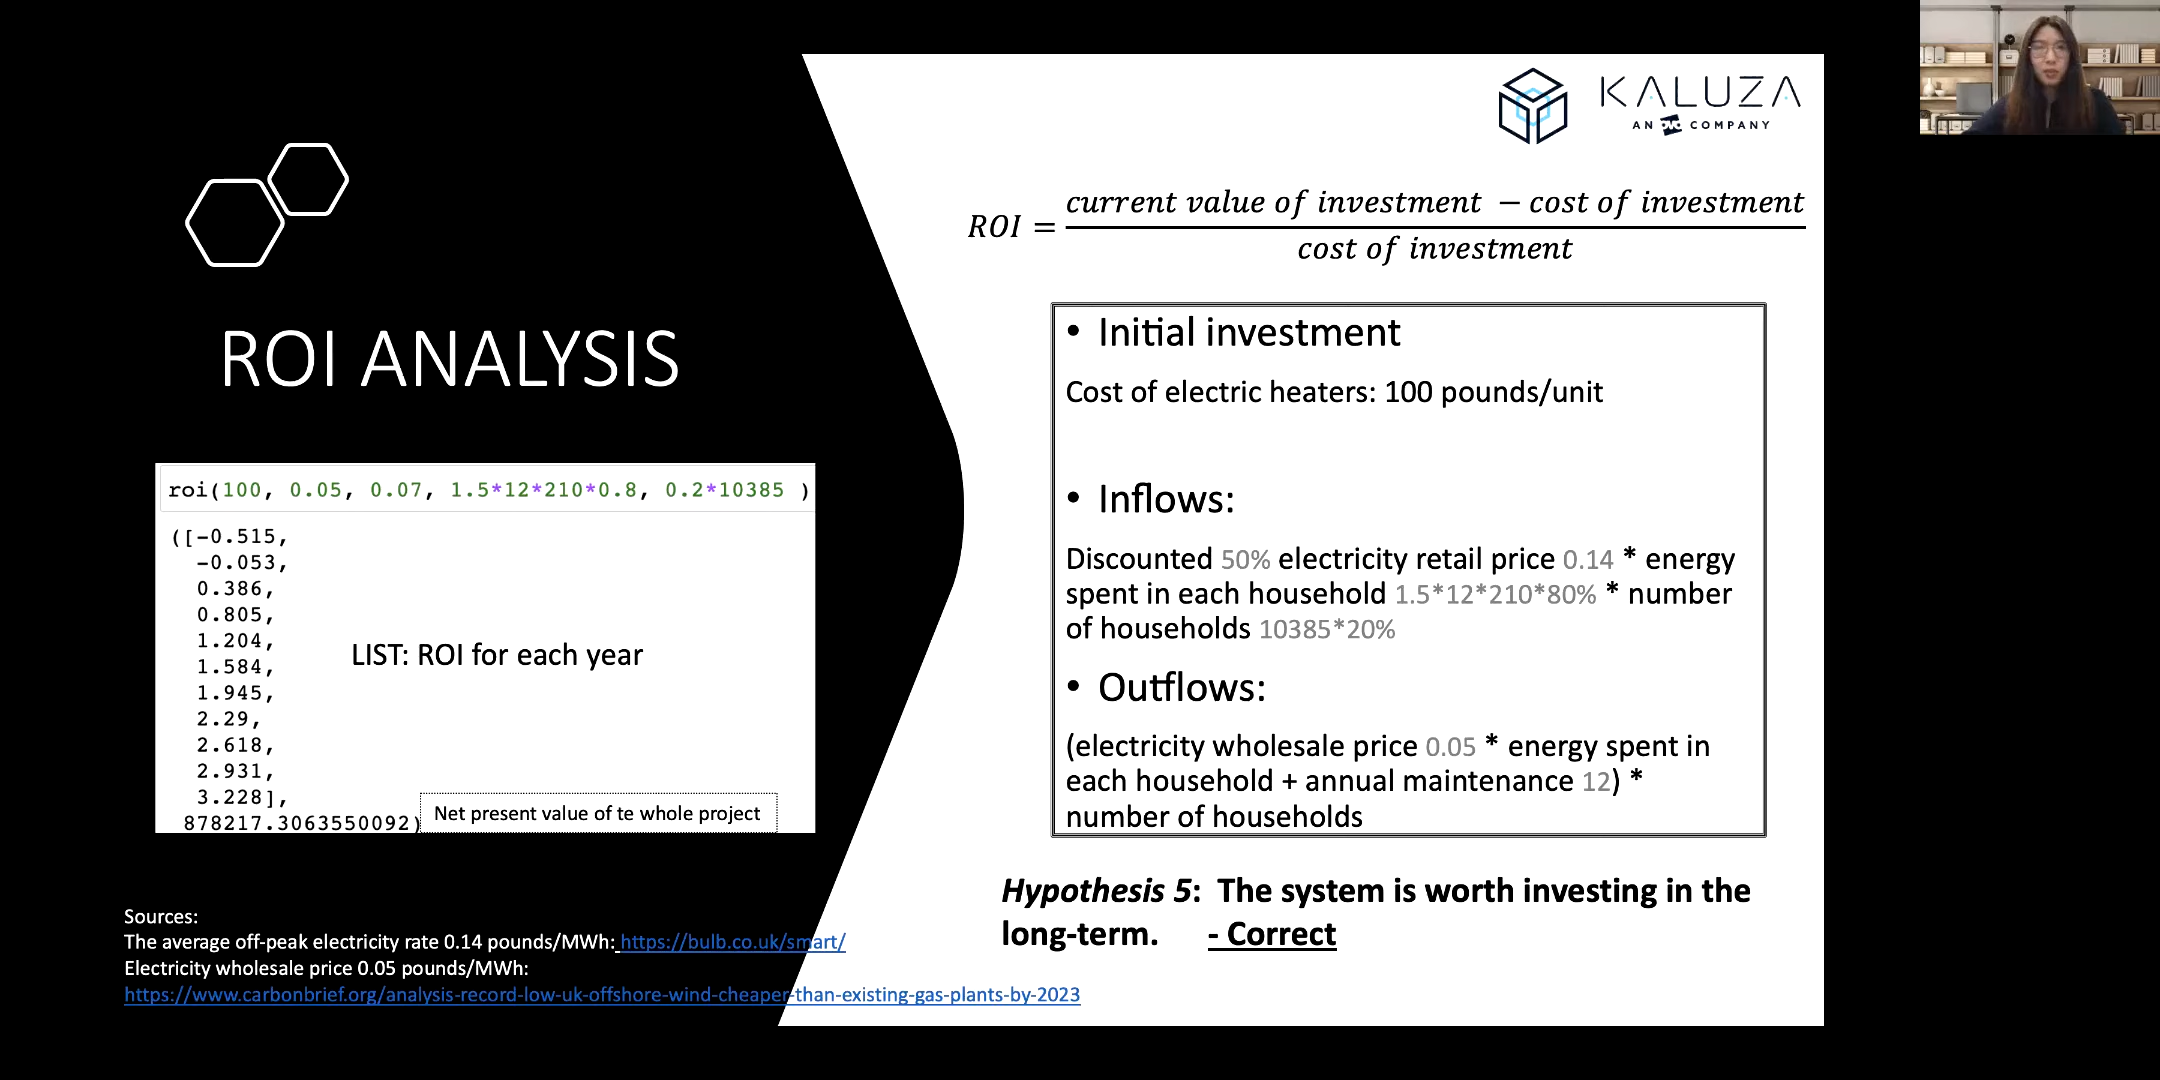 KALUZA
AN OVO COMPANY
ROI = current value of investment − cost of investment
cost of investment
ROI ANALYSIS
roi(100, 0.05, 0.07, 1.5*12*210*0.8, 0.2*10385 )
([-0.515,
-0.053,
0.386,
0.805,
1.204,
1.584,
1.945,
2.29,
2.618,
2.931,
3.228],
878217.3063550092)
LIST: ROI for each year
Net present value of te whole project
• Initial investment
Cost of electric heaters: 100 pounds/unit
• Inflows:
Discounted 50% electricity retail price 0.14 * energy
spent in each household 1.5*12*210*80% * number
of households 10385*20%
• Outflows:
(electricity wholesale price 0.05 * energy spent in
each household + annual maintenance 12) *
number of households
Hypothesis 5: The system is worth investing in the
long-term. - Correct
Sources:
The average off-peak electricity rate 0.14 pounds/MWh: https://bulb.co.uk/smart/
Electricity wholesale price 0.05 pounds/MWh:
https://www.carbonbrief.org/analysis-record-low-uk-offshore-wind-cheaper-than-existing-gas-plants-by-2023